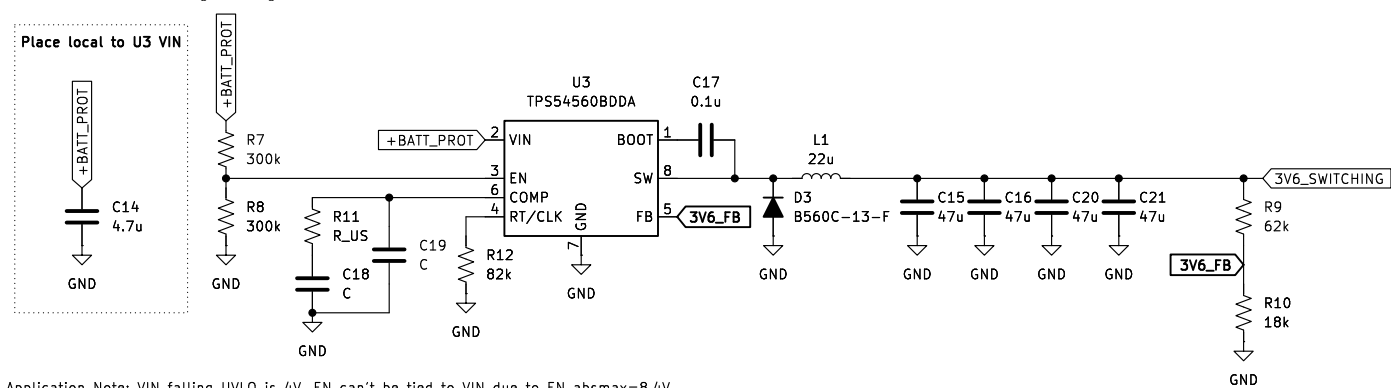 Place local to U3 VIN
+BATT_PROT
C14
4.7u
GND
+BATT_PROT
R7
300k
R8
300k
GND
+BATT_PROT
U3
TPS54560BDDA
2
VIN
3
EN
6
COMP
4
RT/CLK
GND
7
GND
BOOT
1
SW
8
FB
5
3V6_FB
R11
R_US
C18
C
C19
C
GND
R12
82k
GND
C17
0.1u
L1
22u
D3
B560C-13-F
GND
C15
47u
GND
C16
47u
GND
C20
47u
GND
C21
47u
GND
3V6_SWITCHING
R9
62k
3V6_FB
R10
18k
GND
Application Note: VIN falling UVLO is 4V. EN can't be tied to VIN due to EN absmax=8.4V